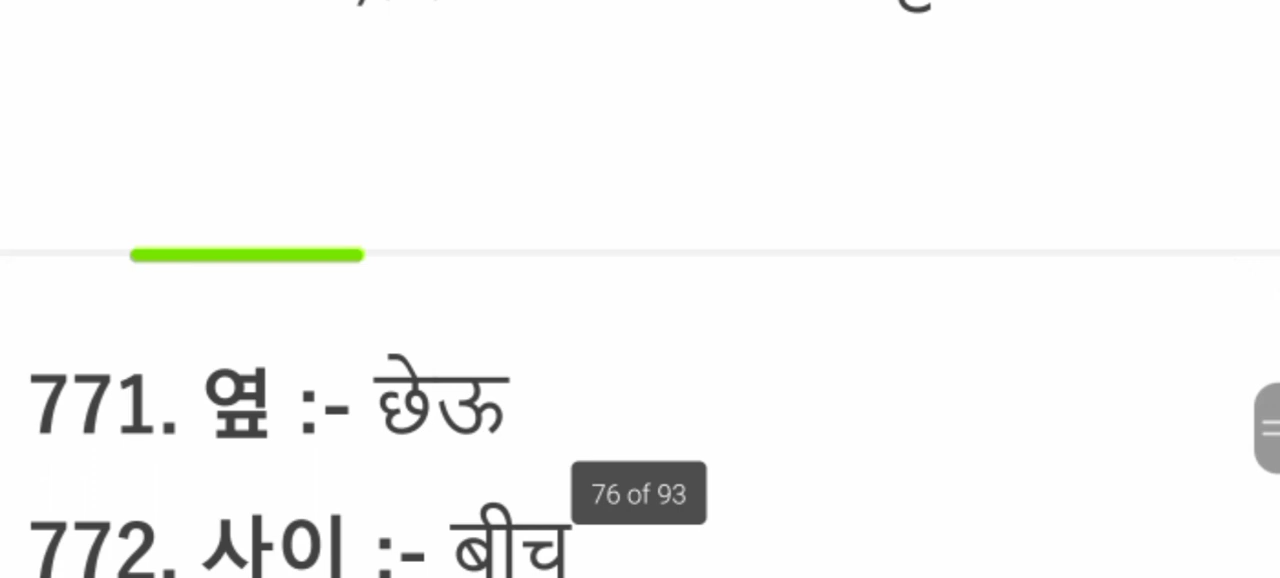 771. 옆 :- छेऊ
76 of 93
772. 사이 :- बीच